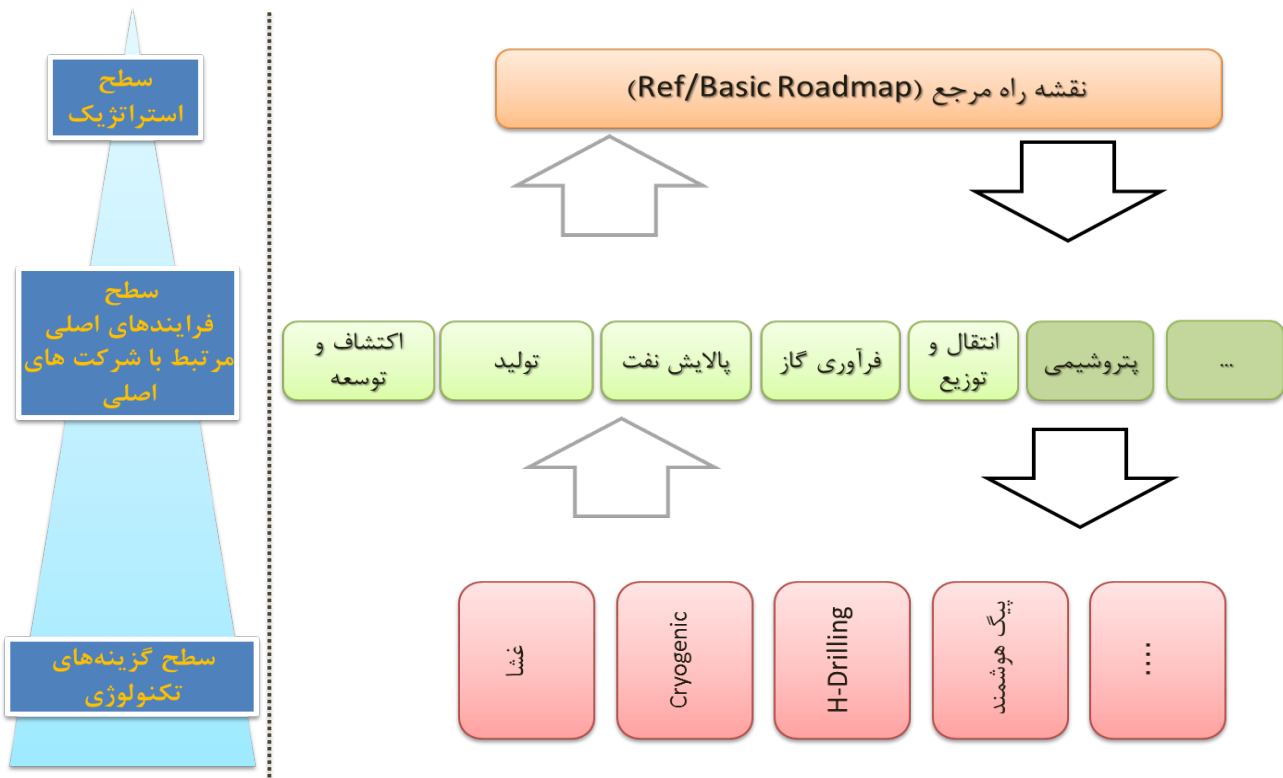 سطح
استراتژیک
نقشه راه مرجع (Ref/Basic Roadmap)
سطح
فرایندهای اصلی
مرتبط با شرکت های
اصلی
اکتشاف و
توسعه
تولید
پالایش نفت
فرآوری گاز
انتقال و
توزیع
پتروشیمی
...
سطح گزینه‌های
تکنولوژی
غشا
Cryogenic
H-Drilling
پیگ هوشمند
....